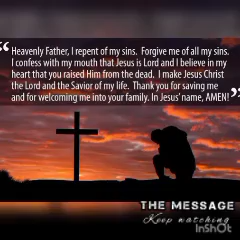 “ Heavenly Father, I repent of my sins. Forgive me of all my sins.
I confess with my mouth that Jesus is Lord and I believe in my
heart that you raised Him from the dead. I make Jesus Christ
the Lord and the Savior of my life. Thank you for saving me
and for welcoming me into your family. In Jesus’ name, AMEN! ”
THE MESSAGE
Keep watching
Made with
InShOt